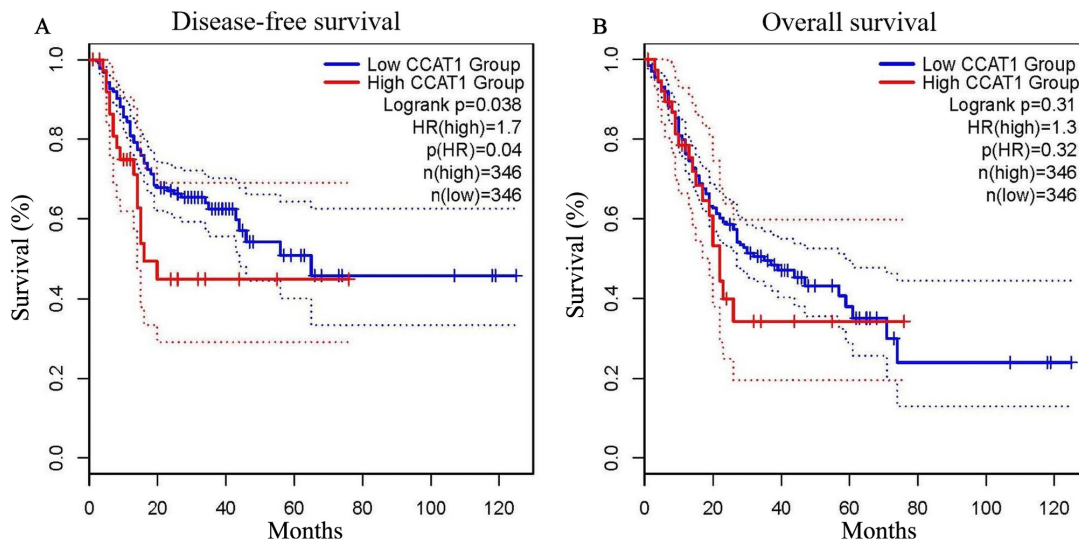 A
Disease-free survival
Low CCAT1 Group
High CCAT1 Group
Logrank p=0.038
HR(high)=1.7
p(HR)=0.04
n(high)=346
n(low)=346
Survival (%)
1.0
0.8
0.6
0.4
0.2
0.0
0 20 40 60 80 100 120
Months
B
Overall survival
Low CCAT1 Group
High CCAT1 Group
Logrank p=0.31
HR(high)=1.3
p(HR)=0.32
n(high)=346
n(low)=346
Survival (%)
1.0
0.8
0.6
0.4
0.2
0.0
0 20 40 60 80 100 120
Months